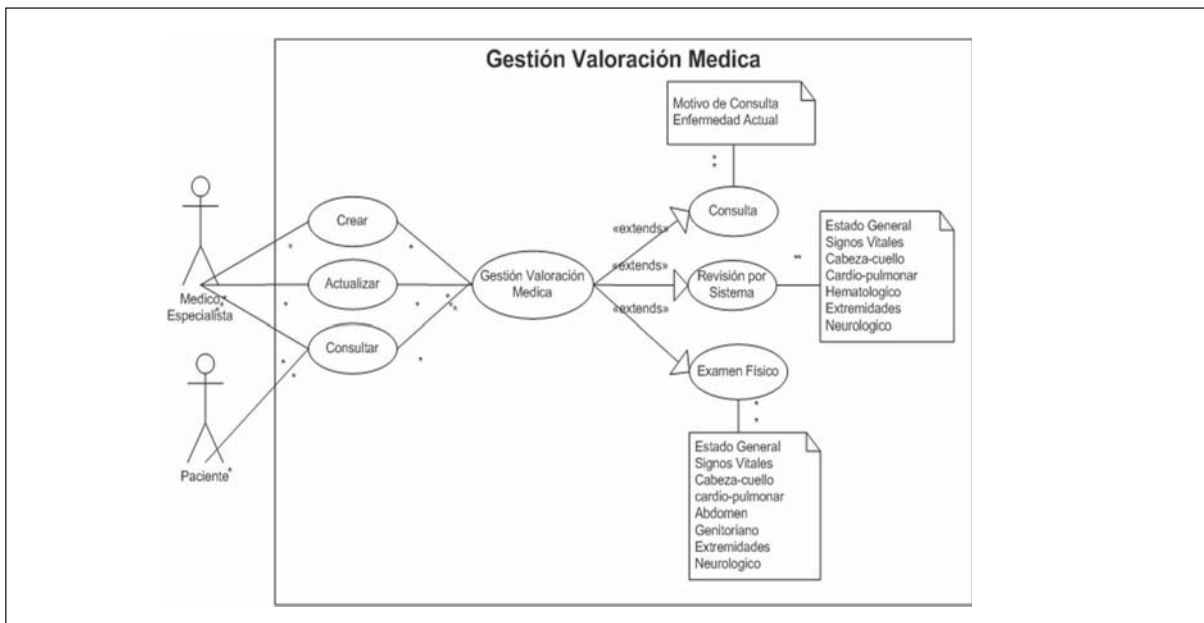 Gestión Valoración Medica
Motivo de Consulta
Enfermedad Actual
*
*
Consulta
Crear
*
*
«extends»
Estado General
Signos Vitales
Cabeza-cuello
Cardio-pulmonar
Hematologico
Extremidades
Neurologico
**
«extends»
Revisión por
Sistema
Gestión Valoración
Medica
Actualizar
*
*
**
*
«extends»
Medico*
Especialista
*
Consultar
*
*
*
Examen Físico
*
*
Paciente*
Estado General
Signos Vitales
Cabeza-cuello
cardio-pulmonar
Abdomen
Genitoriano
Extremidades
Neurologico